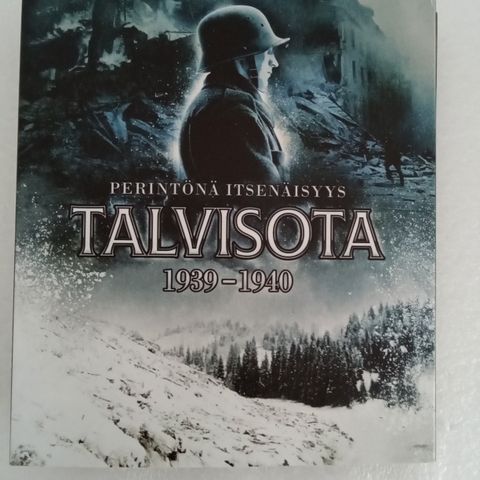 PERINTÖNÄ ITSENÄISYYS
TALVISOTA
1939–1940